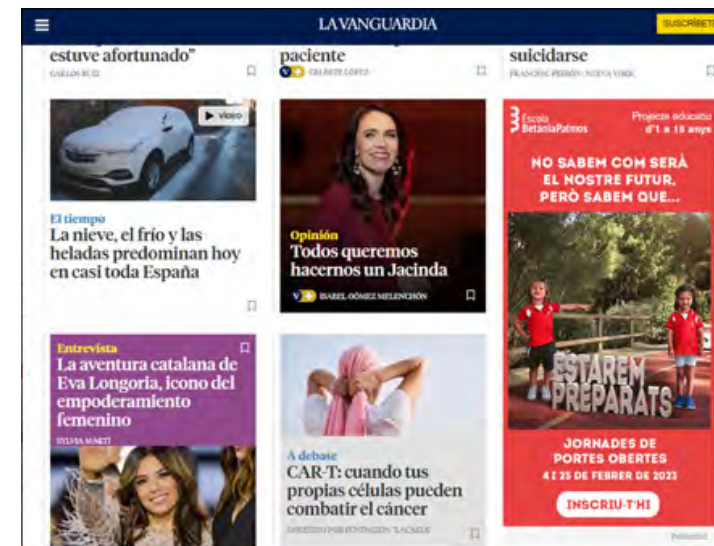 LA VANGUARDIA
SUSCRÍBETE
estuve afortunado”
CARLOS RUIZ
paciente
CELESTE LÓPEZ
suicidarse
FRANCESC PEIRÓN | NUEVA YORK
VÍDEO
El tiempo
La nieve, el frío y las
heladas predominan hoy
en casi toda España
Opinión
Todos queremos
hacernos un Jacinda
ISABEL GÓMEZ MELENCHÓN
Entrevista
La aventura catalana de
Eva Longoria, icono del
empoderamiento
femenino
SYLVIA MARTÍ
A debate
CAR-T: cuando tus
propias células pueden
combatir el cáncer
Escola
BetàniaPatmos
Projecte educatiu
d'1 a 18 anys
NO SABEM COM SERÀ
EL NOSTRE FUTUR,
PERÒ SABEM QUE...
ESTAREM
PREPARATS
JORNADES DE
PORTES OBERTES
4 I 25 DE FEBRER DE 2023
INSCRIU-T'HI
Publicidad